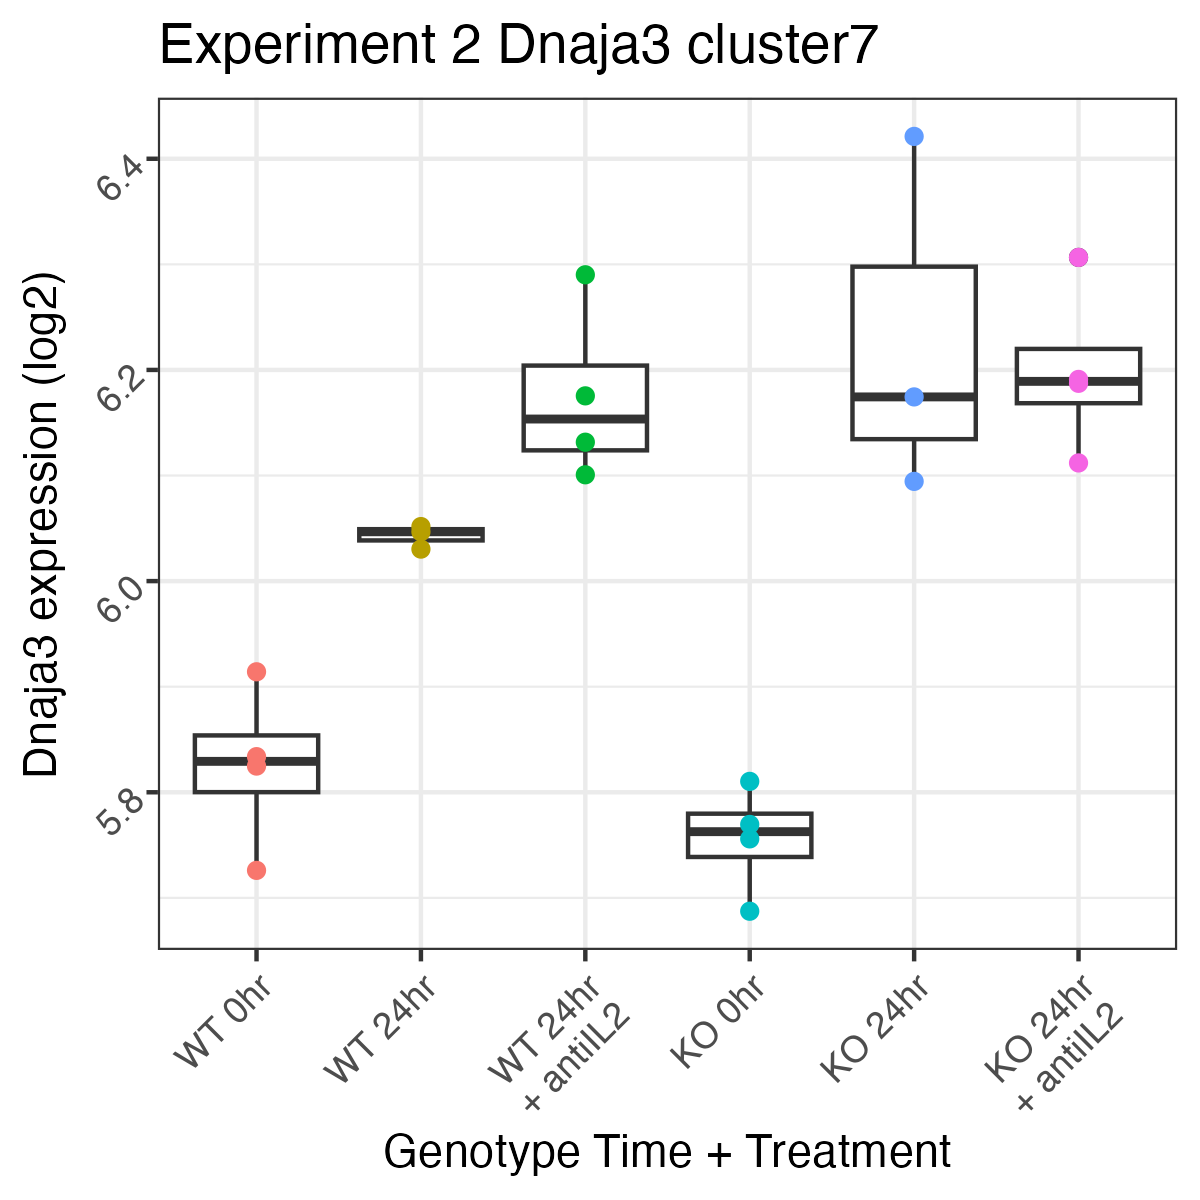 Experiment 2 Dnaja3 cluster7
Dnaja3 expression (log2)
6.4
6.2
6.0
5.8
WT 0hr
WT 24hr
WT 24hr
+ antiIL2
KO 0hr
KO 24hr
KO 24hr
+ antiIL2
Genotype Time + Treatment